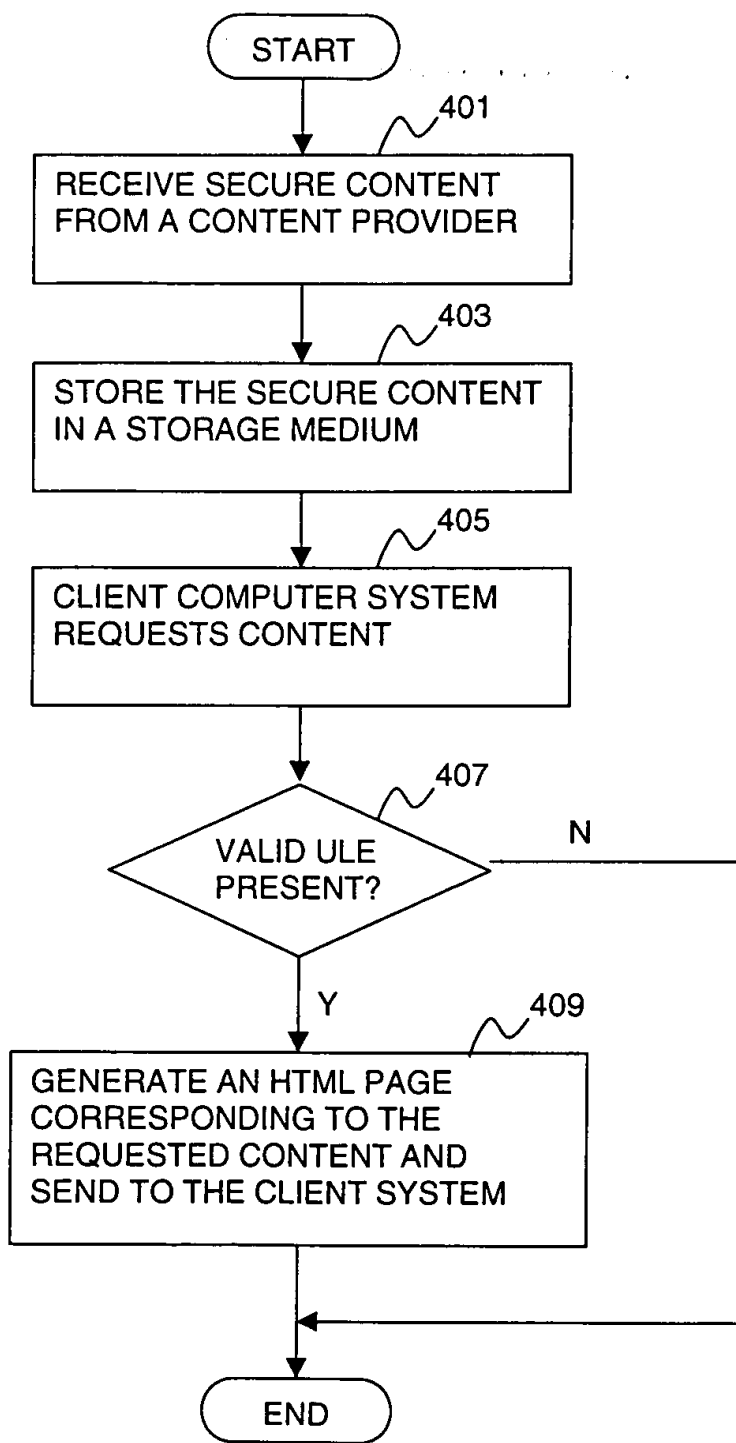 START
401
RECEIVE SECURE CONTENT
FROM A CONTENT PROVIDER
403
STORE THE SECURE CONTENT
IN A STORAGE MEDIUM
405
CLIENT COMPUTER SYSTEM
REQUESTS CONTENT
407
VALID ULE
PRESENT?
N
Y
409
GENERATE AN HTML PAGE
CORRESPONDING TO THE
REQUESTED CONTENT AND
SEND TO THE CLIENT SYSTEM
END